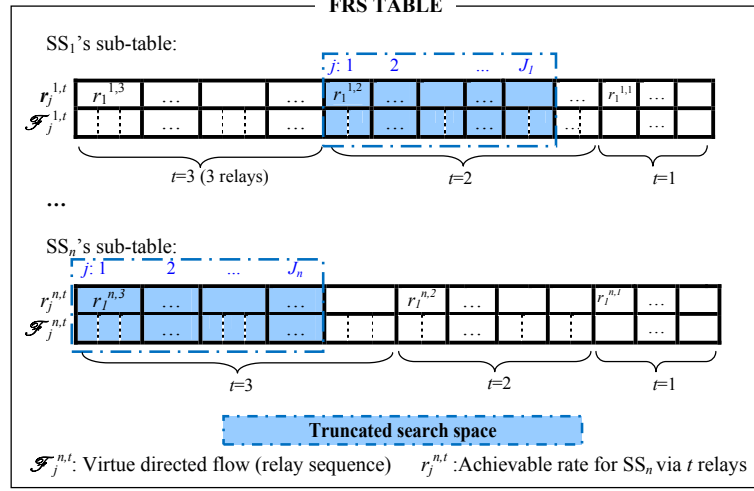 FRS TABLE
SS₁'s sub-table:
j: 1 2 ... J₁
r_j^{1,t} r_1^{1,3} ... ... r_1^{1,2} ... ... ... r_1^{1,1} ...
ℱ_j^{1,t} ... ... ... ... ... ...
t=3 (3 relays) t=2 t=1
...
SSₙ's sub-table:
j: 1 2 ... Jₙ
r_j^{n,t} r_1^{n,3} ... ... r_1^{n,2} ... ... r_1^{n,1} ...
ℱ_j^{n,t} ... ... ... ...
t=3 t=2 t=1
Truncated search space
ℱ_j^{n,t}: Virtue directed flow (relay sequence) r_j^{n,t} :Achievable rate for SSₙ via t relays